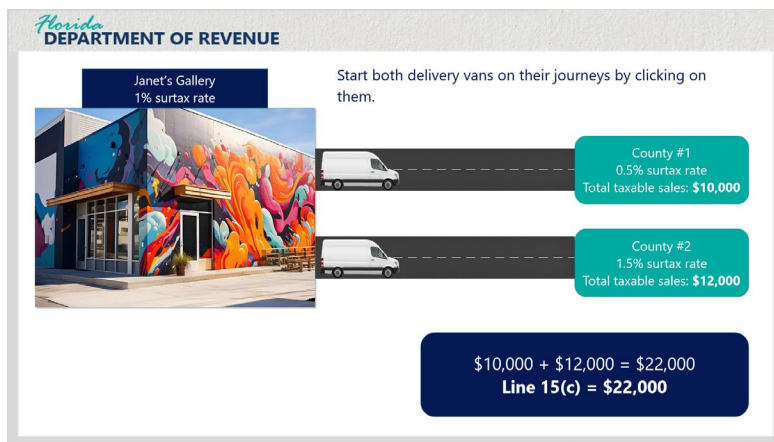 Florida
DEPARTMENT OF REVENUE
Janet's Gallery
1% surtax rate
Start both delivery vans on their journeys by clicking on
them.
County #1
0.5% surtax rate
Total taxable sales: $10,000
County #2
1.5% surtax rate
Total taxable sales: $12,000
$10,000 + $12,000 = $22,000
Line 15(c) = $22,000